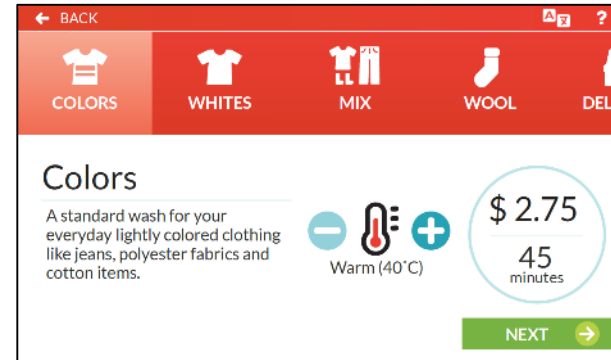 BACK
?
COLORS
WHITES
MIX
WOOL
DEL
Colors
A standard wash for your
everyday lightly colored clothing
like jeans, polyester fabrics and
cotton items.
Warm (40°C)
$ 2.75
45
minutes
NEXT